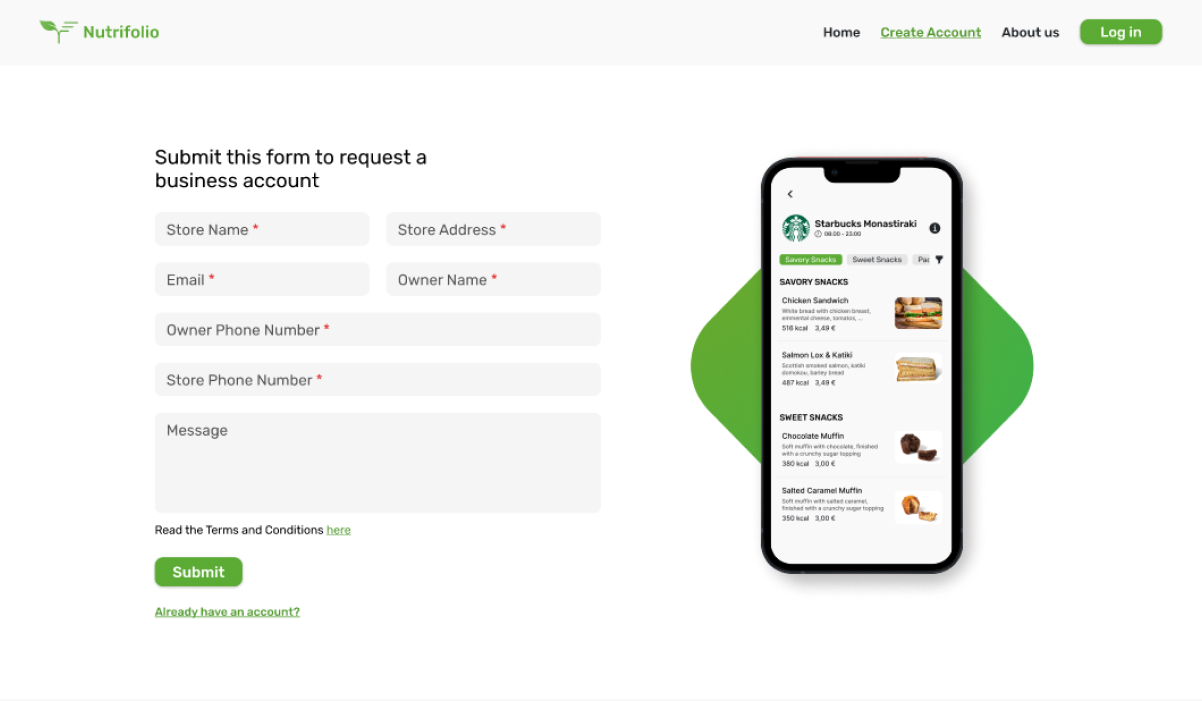 Nutrifolio
Home Create Account About us Log in
Submit this form to request a
business account
Store Name * Store Address *
Email * Owner Name *
Owner Phone Number *
Store Phone Number *
Message
Read the Terms and Conditions here
Submit
Already have an account?
Starbucks Monastiraki
08:00 - 23:00
Savory Snacks Sweet Snacks Pac
SAVORY SNACKS
Chicken Sandwich
White bread with chicken breast,
emmental cheese, tomatos, ...
516 kcal 3,49 €
Salmon Lox & Katiki
Scottish smoked salmon, katiki
domokou, barley bread
487 kcal 3,49 €
SWEET SNACKS
Chocolate Muffin
Soft muffin with chocolate, finished
with a crunchy sugar topping
380 kcal 3,00 €
Salted Caramel Muffin
Soft muffin with salted caramel,
finished with a crunchy sugar topping
350 kcal 3,00 €